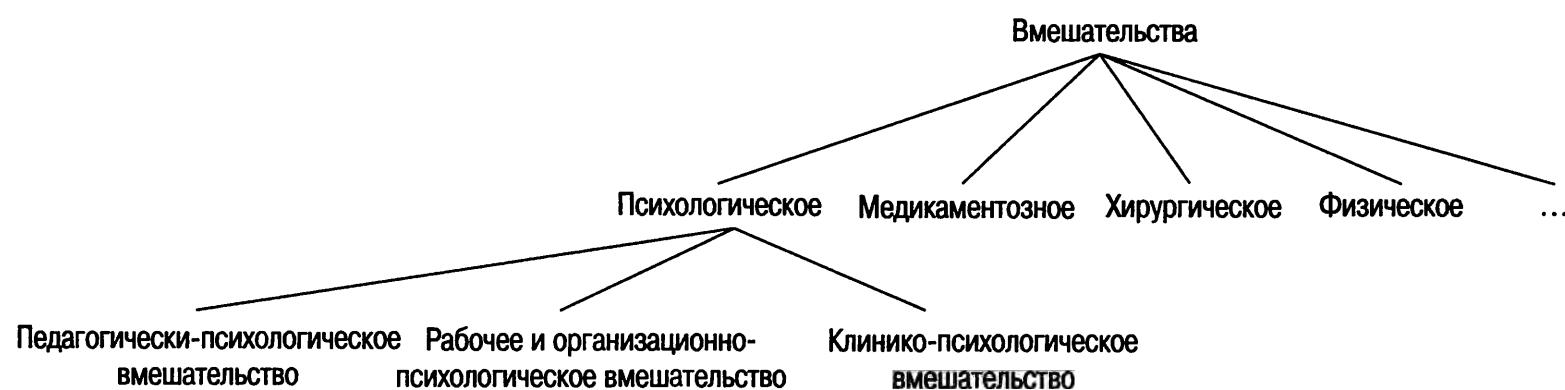 Вмешательства
Психологическое Медикаментозное Хирургическое Физическое ...
Педагогически-психологическое вмешательство
Рабочее и организационно-психологическое вмешательство
Клинико-психологическое вмешательство